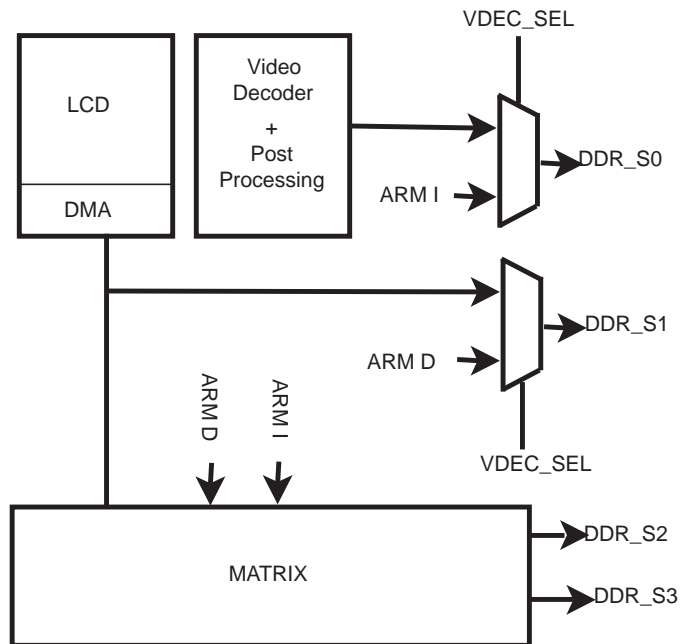 VDEC_SEL
LCD
DMA
Video
Decoder
+
Post
Processing
ARM I
DDR_S0
ARM D
DDR_S1
VDEC_SEL
ARM D
ARM I
MATRIX
DDR_S2
DDR_S3